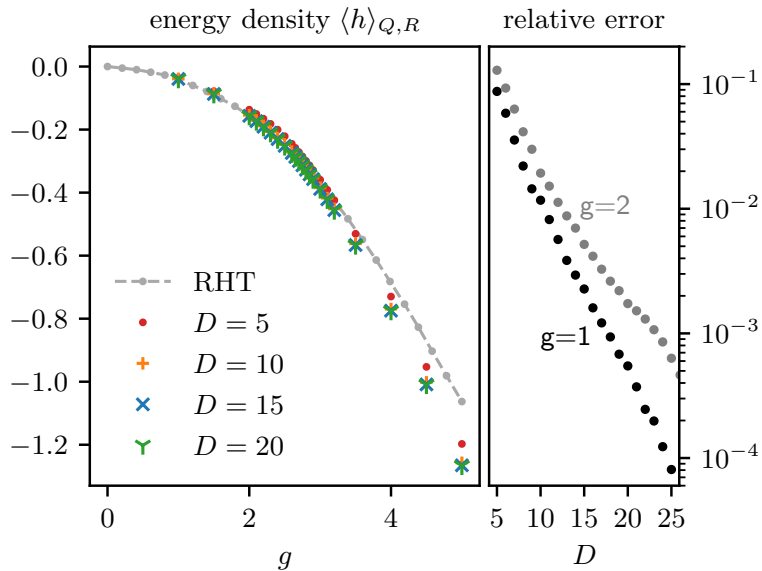 energy density ⟨h⟩Q,R
relative error
0.0
−0.2
−0.4
−0.6
−0.8
−1.0
−1.2
RHT
D = 5
D = 10
D = 15
D = 20
0
2
4
g
g=2
g=1
10⁻¹
10⁻²
10⁻³
10⁻⁴
5
10
15
20
25
D